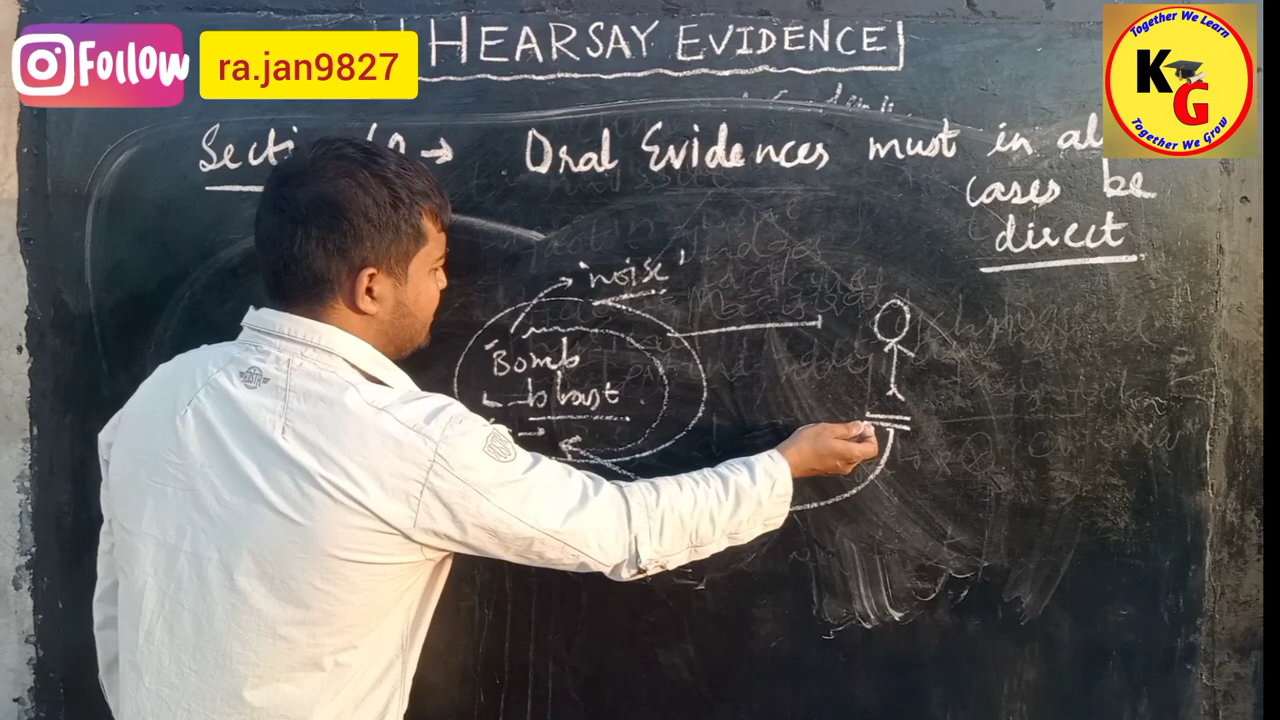 Follow
ra.jan9827
HEARSAY EVIDENCE
Together We Learn
KG
Together We Grow
Oral Evidences must in al
cases be
direct
'noise'
Bomb
blast